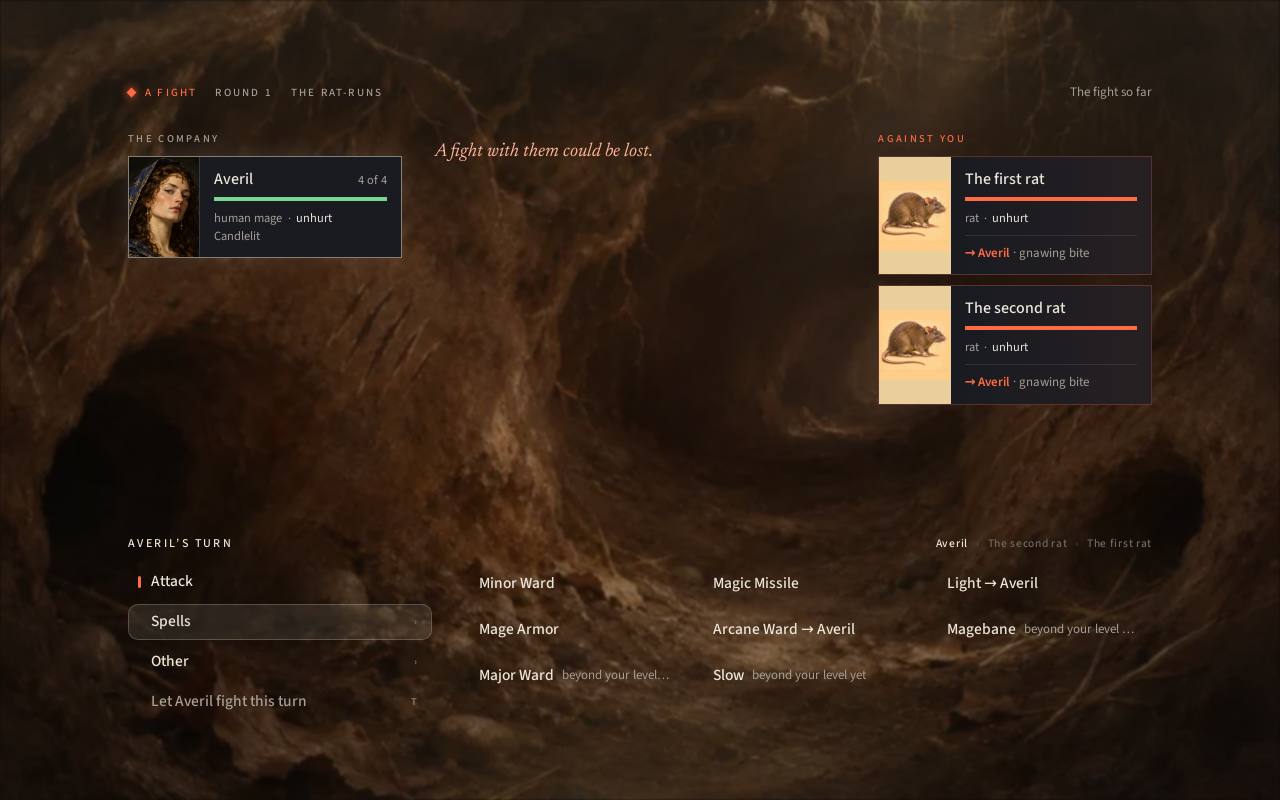 A FIGHT ROUND 1 THE RAT-RUNS
The fight so far
THE COMPANY
Averil 4 of 4
human mage · unhurt
Candlelit
A fight with them could be lost.
AGAINST YOU
The first rat
rat · unhurt
→ Averil · gnawing bite
The second rat
rat · unhurt
→ Averil · gnawing bite
AVERIL'S TURN
Averil · The second rat · The first rat
Attack
Spells ›
Other ›
Let Averil fight this turn T
Minor Ward
Magic Missile
Light → Averil
Mage Armor
Arcane Ward → Averil
Magebane beyond your level …
Major Ward beyond your level…
Slow beyond your level yet